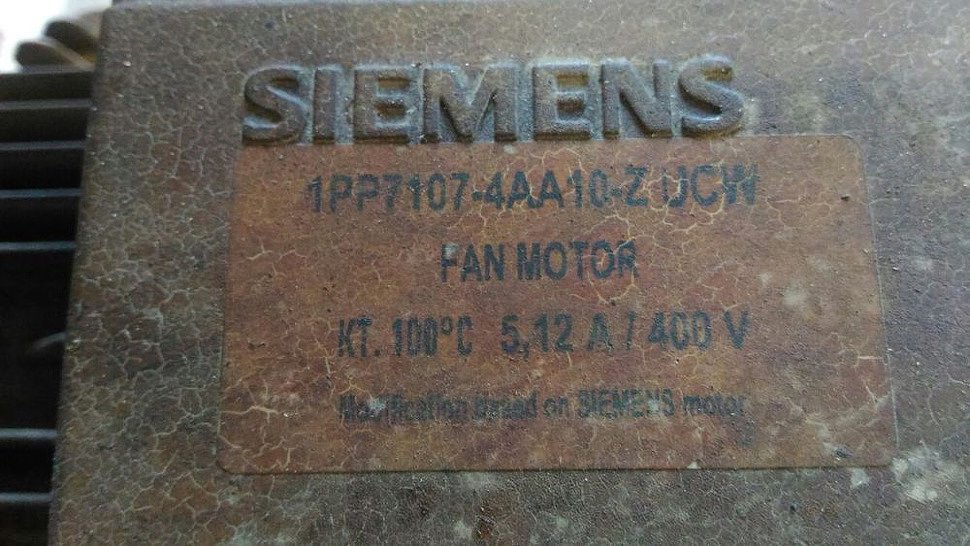 SIEMENS
1PP7107-4AA10-Z UCW
FAN MOTOR
KT. 100°C 5,12 A / 400 V
Modification based on SIEMENS motor